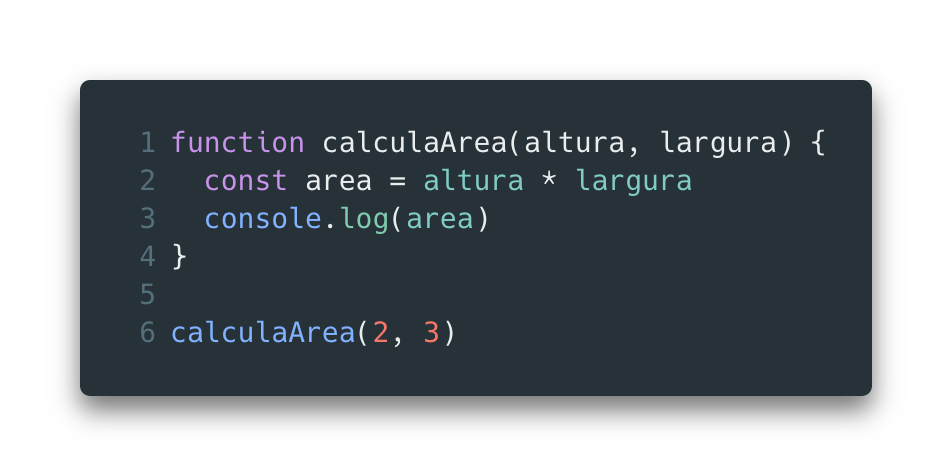 1 function calculaArea(altura, largura) {
2   const area = altura * largura
3   console.log(area)
4 }
5
6 calculaArea(2, 3)